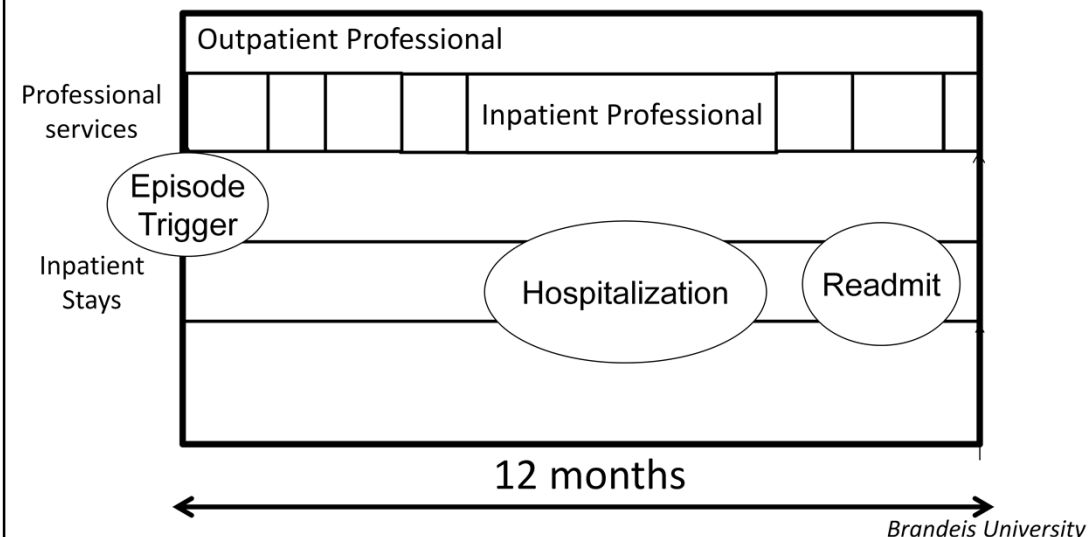 Outpatient Professional
Professional
services
Inpatient Professional
Episode
Trigger
Inpatient
Stays
Hospitalization
Readmit
12 months
Brandeis University